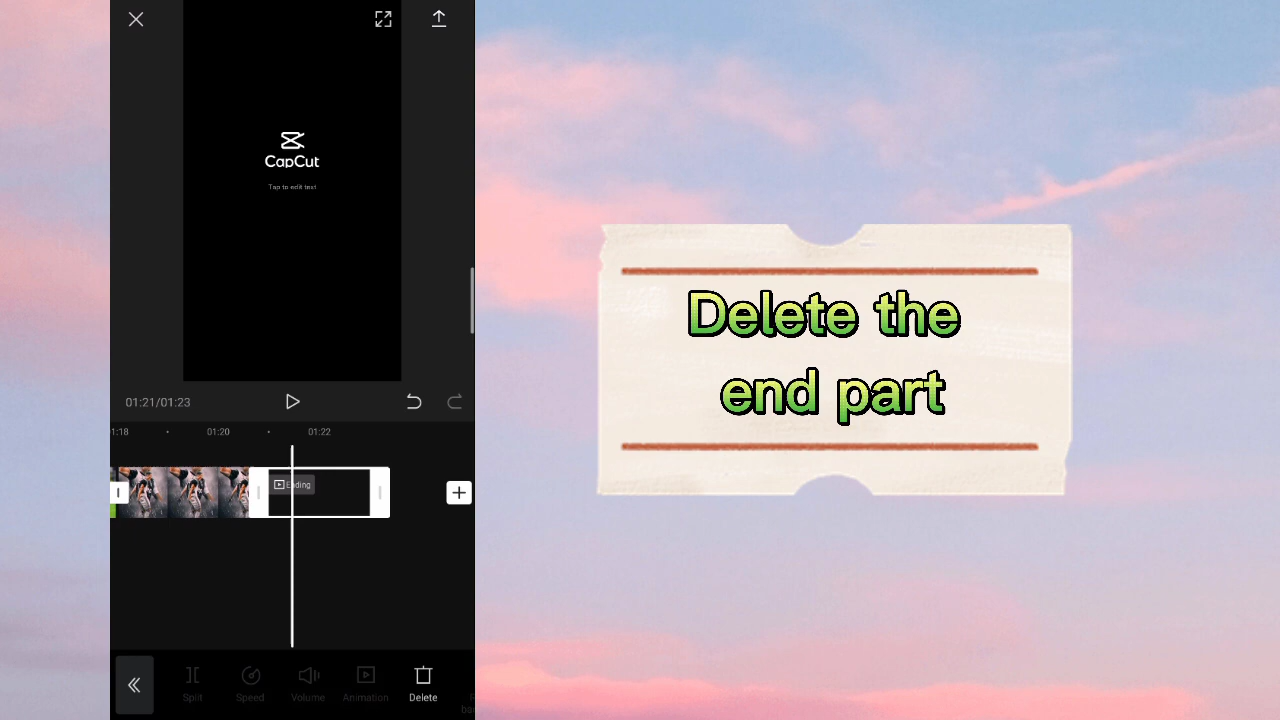 CapCut
Tap to edit text
01:21/01:23
1:18
01:20
01:22
Ending
Split
Speed
Volume
Animation
Delete
Delete the
end part